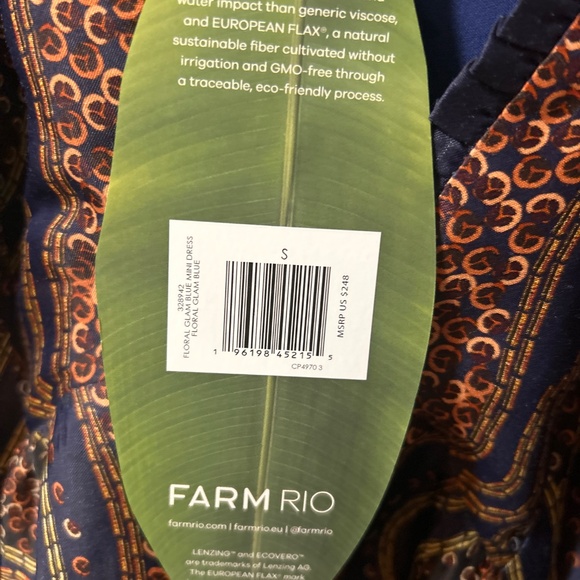 water impact than generic viscose,
and EUROPEAN FLAX®, a natural
sustainable fiber cultivated without
irrigation and GMO-free through
a traceable, eco-friendly process.
S
328942
FLORAL GLAM BLUE MINI DRESS
FLORAL GLAM BLUE
MSRP US $248
1 96198 45215 5
CP4970 3
FARM RIO
farmrio.com | farmrio.eu | @farmrio
LENZING™ and ECOVERO™
are trademarks of Lenzing AG.
The EUROPEAN FLAX® mark